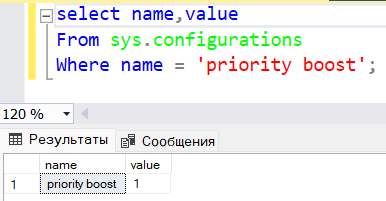 select name,value
From sys.configurations
Where name = 'priority boost';
120 %
Результаты Сообщения
name value
1 priority boost 1